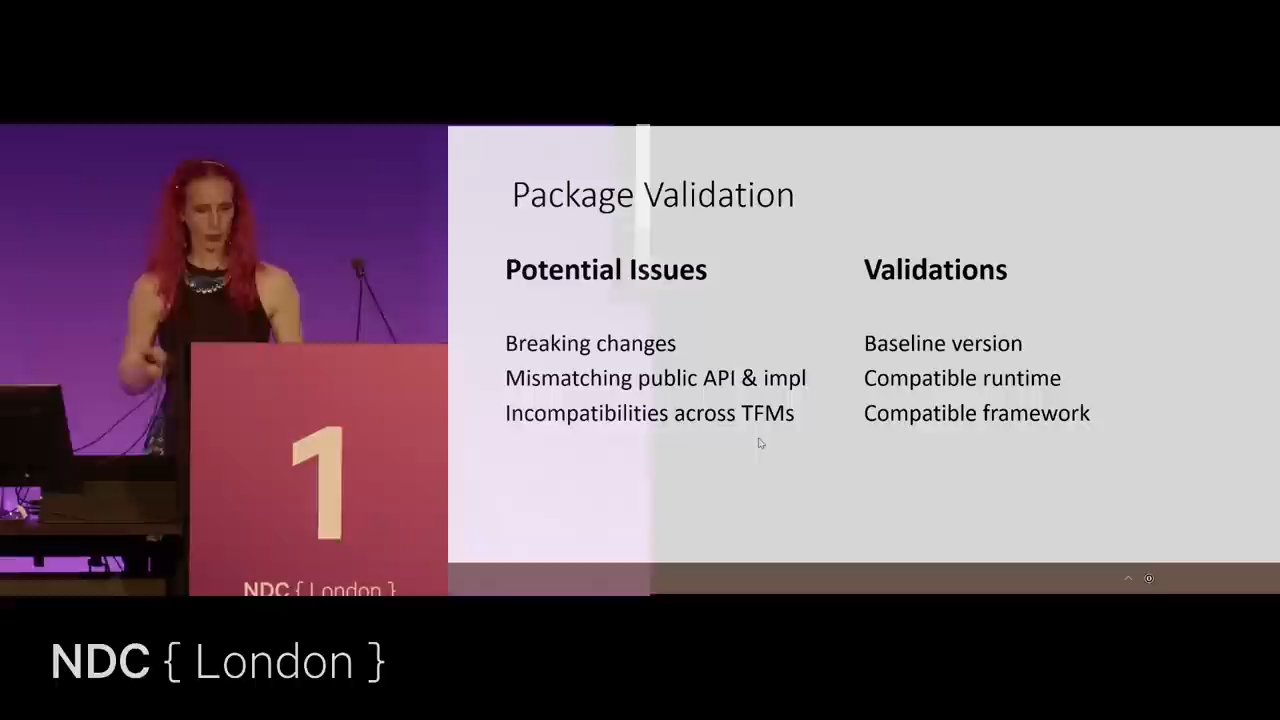 Package Validation
Potential Issues
Breaking changes
Mismatching public API & impl
Incompatibilities across TFMs
Validations
Baseline version
Compatible runtime
Compatible framework
1
NDC { London }
NDC { London }